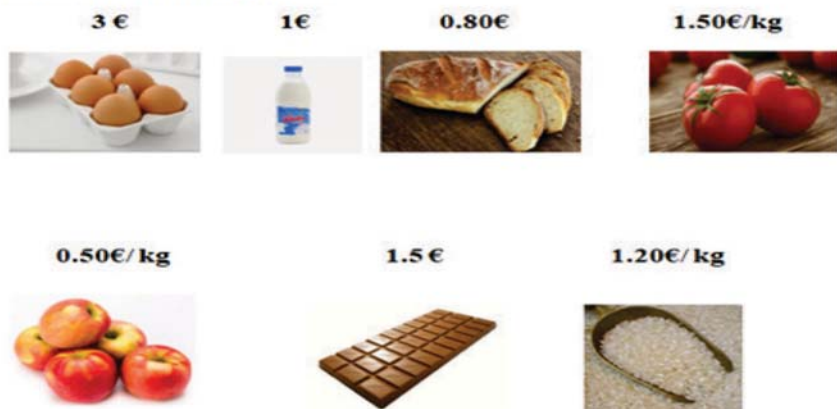 3 € 1€ 0.80€ 1.50€/kg
0.50€/ kg 1.5 € 1.20€/ kg